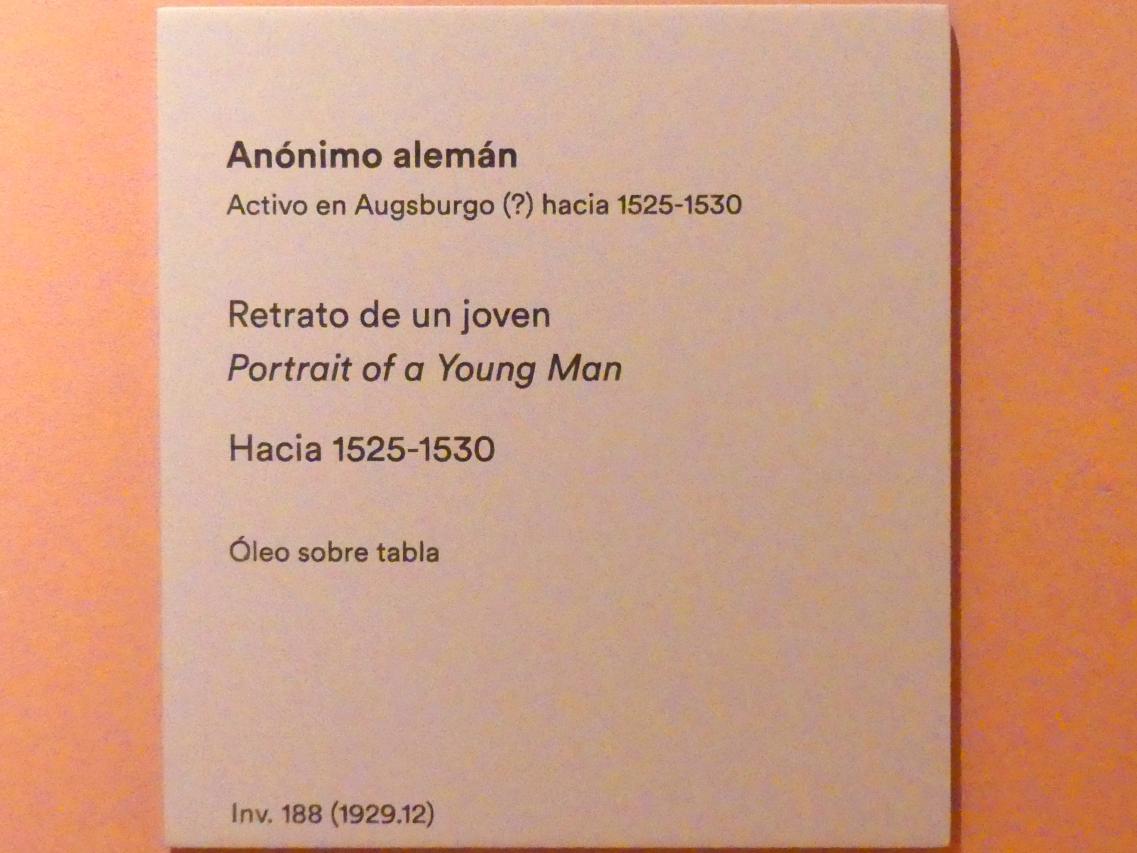 Anónimo alemán
Activo en Augsburgo (?) hacia 1525-1530
Retrato de un joven
Portrait of a Young Man
Hacia 1525-1530
Óleo sobre tabla
Inv. 188 (1929.12)